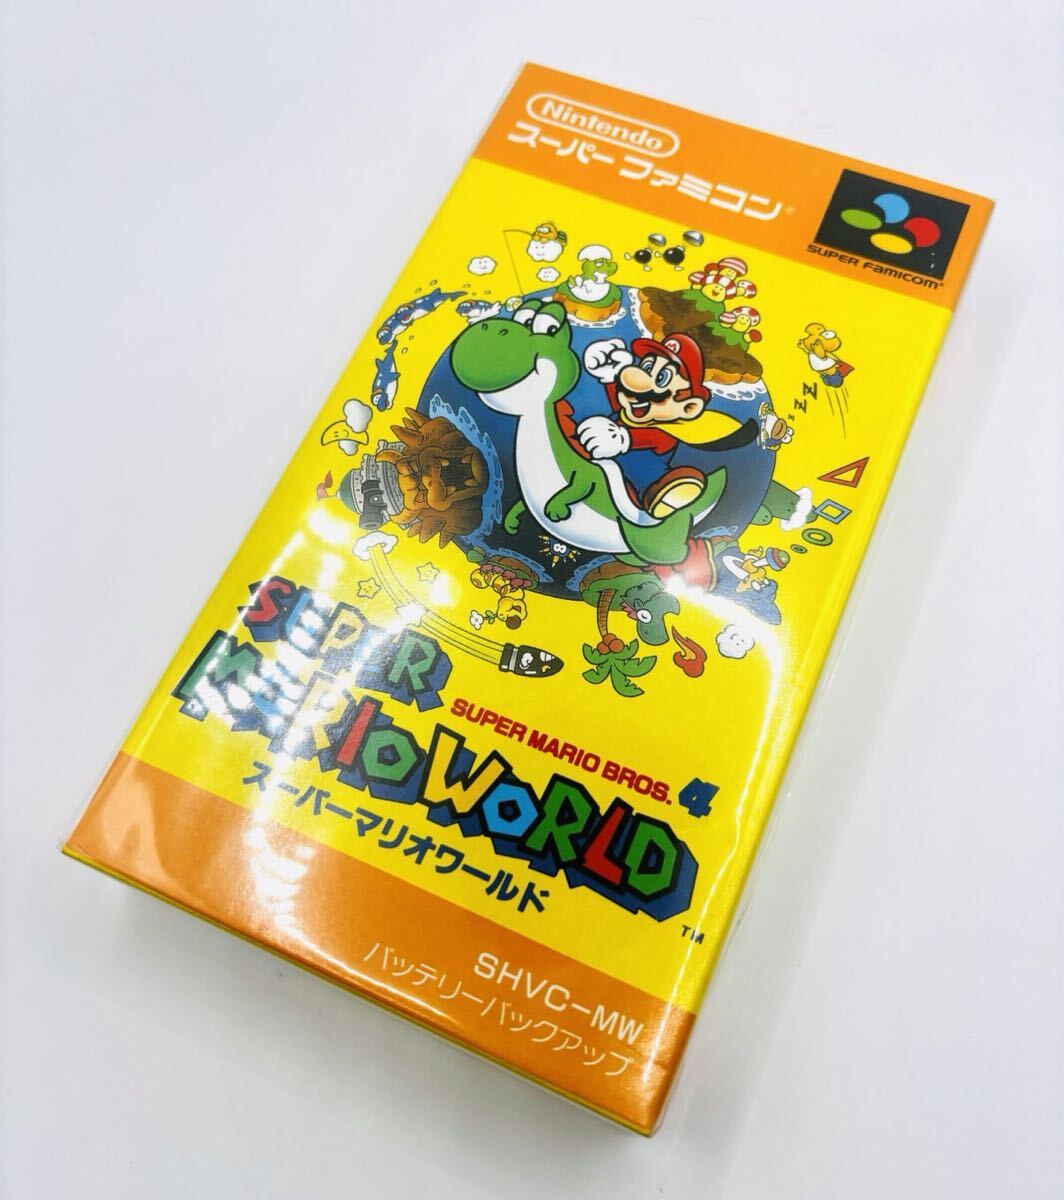 Nintendo
スーパーファミコン®
SUPER FAMICOM®
z z z
SUPER
MARIO WORLD
SUPER MARIO BROS. 4
スーパーマリオワールド
TM
SHVC-MW
バッテリーバックアップ